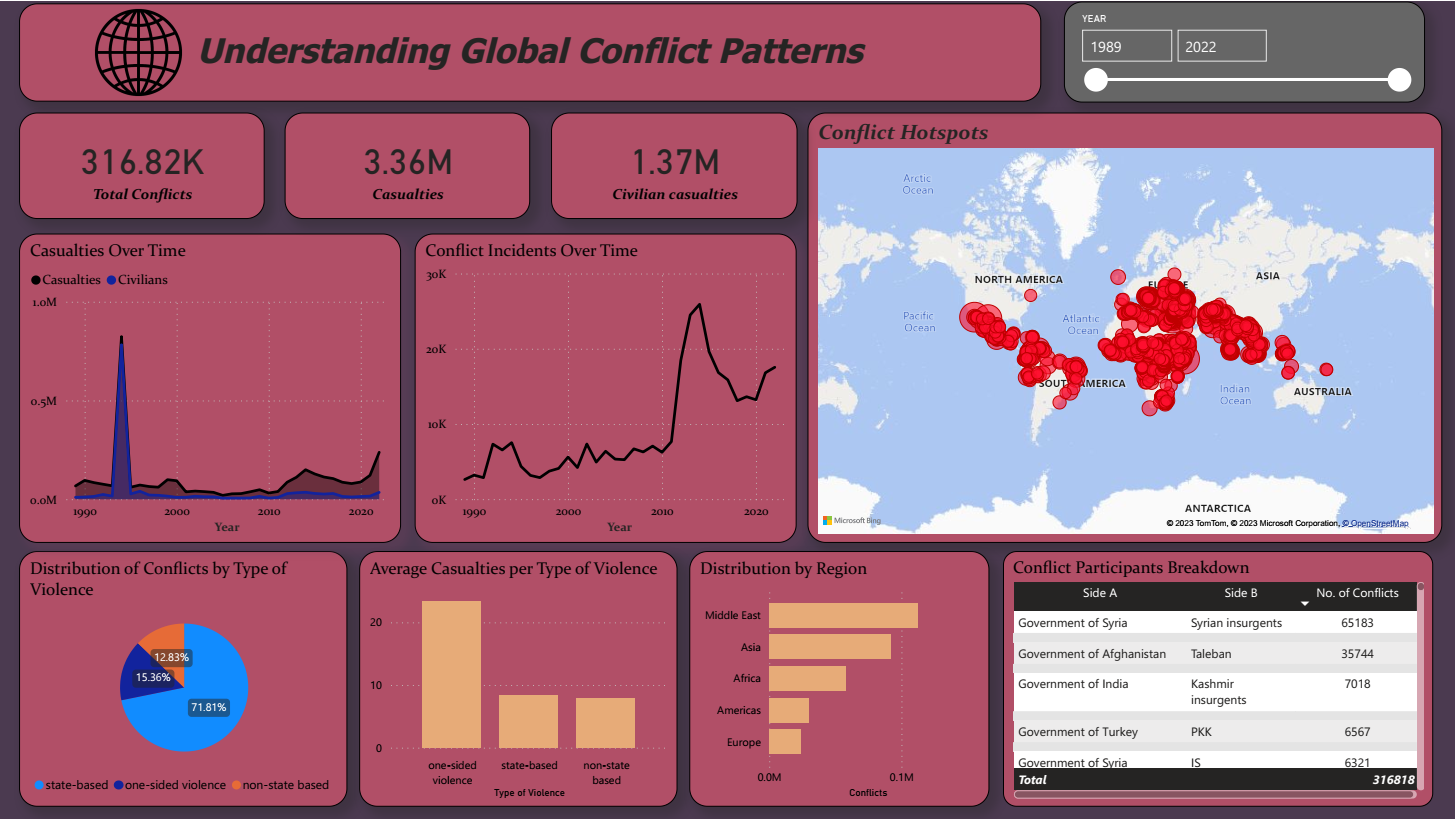 Understanding Global Conflict Patterns
YEAR
1989
2022
316.82K
Total Conflicts
3.36M
Casualties
1.37M
Civilian casualties
Conflict Hotspots
Arctic
Ocean
NORTH AMERICA
ASIA
Pacific
Ocean
Atlantic
Ocean
SOUTH AMERICA
Indian
Ocean
AUSTRALIA
ANTARCTICA
Microsoft Bing
© 2023 TomTom, © 2023 Microsoft Corporation, © OpenStreetMap
Casualties Over Time
Casualties Civilians
1.0M
0.5M
0.0M
1990 2000 2010 2020
Year
Conflict Incidents Over Time
30K
20K
10K
0K
1990 2000 2010 2020
Year
Distribution of Conflicts by Type of
Violence
12.83%
15.36%
71.81%
state-based one-sided violence non-state based
Average Casualties per Type of Violence
20
10
0
one-sided
violence
state-based
non-state
based
Type of Violence
Distribution by Region
Middle East
Asia
Africa
Americas
Europe
0.0M 0.1M
Conflicts
Conflict Participants Breakdown
Side A Side B No. of Conflicts
Government of Syria Syrian insurgents 65183
Government of Afghanistan Taleban 35744
Government of India Kashmir
insurgents 7018
Government of Turkey PKK 6567
Government of Syria IS 6321
Total 316818